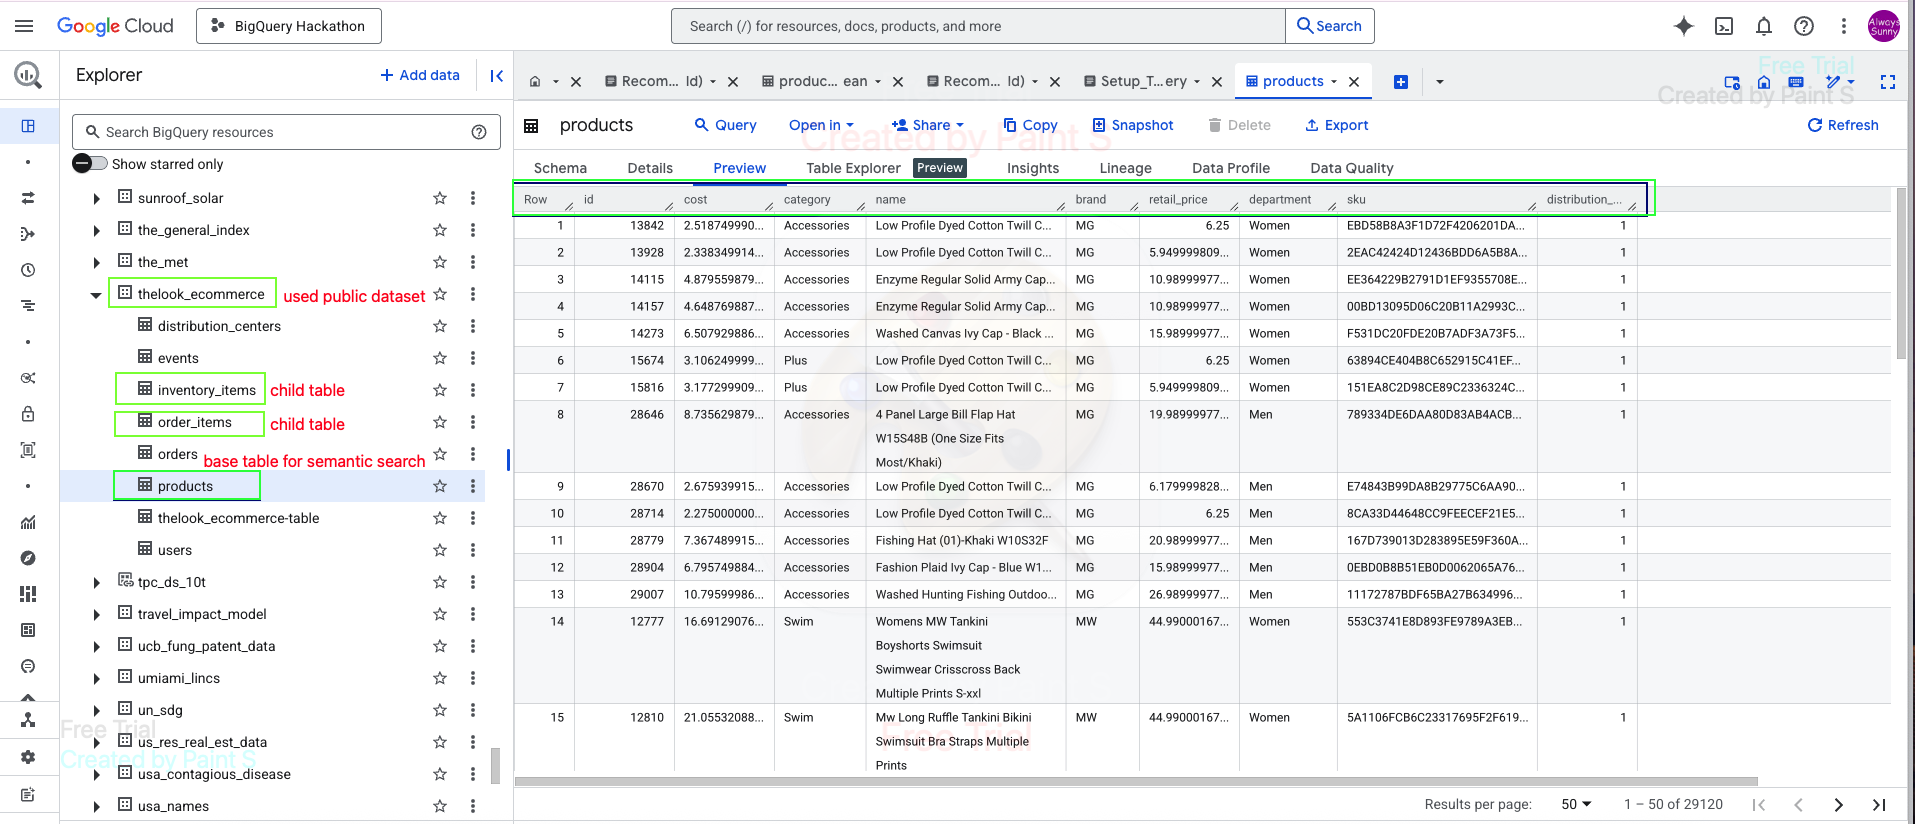 Google Cloud
BigQuery Hackathon
Search (/) for resources, docs, products, and more
Search
Always Sunny
Explorer
+ Add data
Recom... Id)
produc... ean
Recom... Id)
Setup_T...ery
products
Free Trial
Created by Paint S
Search BigQuery resources
Show starred only
products
Query
Open in
Share
Copy
Snapshot
Delete
Export
Refresh
Created by Paint S
Schema
Details
Preview
Table Explorer
Preview
Insights
Lineage
Data Profile
Data Quality
sunroof_solar
the_general_index
the_met
thelook_ecommerce used public dataset
distribution_centers
events
inventory_items child table
order_items child table
orders
base table for semantic search
products
thelook_ecommerce-table
users
tpc_ds_10t
travel_impact_model
ucb_fung_patent_data
umiami_lincs
un_sdg
Free Trial
us_res_real_est_data
Created by Paint S
usa_contagious_disease
usa_names
Row id cost category name brand retail_price department sku distribution_...
1 13842 2.518749990... Accessories Low Profile Dyed Cotton Twill C... MG 6.25 Women EBD58B8A3F1D72F4206201DA... 1
2 13928 2.338349914... Accessories Low Profile Dyed Cotton Twill C... MG 5.949999809... Women 2EAC42424D12436BDD6A5B8A... 1
3 14115 4.879559879... Accessories Enzyme Regular Solid Army Cap... MG 10.98999977... Women EE364229B2791D1EF9355708E... 1
4 14157 4.648769887... Accessories Enzyme Regular Solid Army Cap... MG 10.98999977... Women 00BD13095D06C20B11A2993C... 1
5 14273 6.507929886... Accessories Washed Canvas Ivy Cap - Black ... MG 15.98999977... Women F531DC20FDE20B7ADF3A73F5... 1
6 15674 3.106249999... Plus Low Profile Dyed Cotton Twill C... MG 6.25 Women 63894CE404B8C652915C41EF... 1
7 15816 3.177299909... Plus Low Profile Dyed Cotton Twill C... MG 5.949999809... Women 151EA8C2D98CE89C2336324C... 1
8 28646 8.735629879... Accessories 4 Panel Large Bill Flap Hat MG 19.98999977... Men 789334DE6DAA80D83AB4ACB... 1
W15S48B (One Size Fits
Most/Khaki)
9 28670 2.675939915... Accessories Low Profile Dyed Cotton Twill C... MG 6.179999828... Men E74843B99DA8B29775C6AA90... 1
10 28714 2.275000000... Accessories Low Profile Dyed Cotton Twill C... MG 6.25 Men 8CA33D44648CC9FEECEF21E5... 1
11 28779 7.367489915... Accessories Fishing Hat (01)-Khaki W10S32F MG 20.98999977... Men 167D739013D283895E59F360A... 1
12 28904 6.795749884... Accessories Fashion Plaid Ivy Cap - Blue W1... MG 15.98999977... Men 0EBD0B8B51EB0D0062065A76... 1
13 29007 10.79599986... Accessories Washed Hunting Fishing Outdoo... MG 26.98999977... Men 11172787BDF65BA27B634996... 1
14 12777 16.69129076... Swim Womens MW Tankini MW 44.99000167... Women 553C3741E8D893FE9789A3EB... 1
Boyshorts Swimsuit
Swimwear Crisscross Back
Multiple Prints S-xxl
15 12810 21.05532088... Swim Mw Long Ruffle Tankini Bikini MW 44.99000167... Women 5A1106FCB6C23317695F2F619... 1
Swimsuit Bra Straps Multiple
Prints
Free Trial
Results per page: 50 1 – 50 of 29120